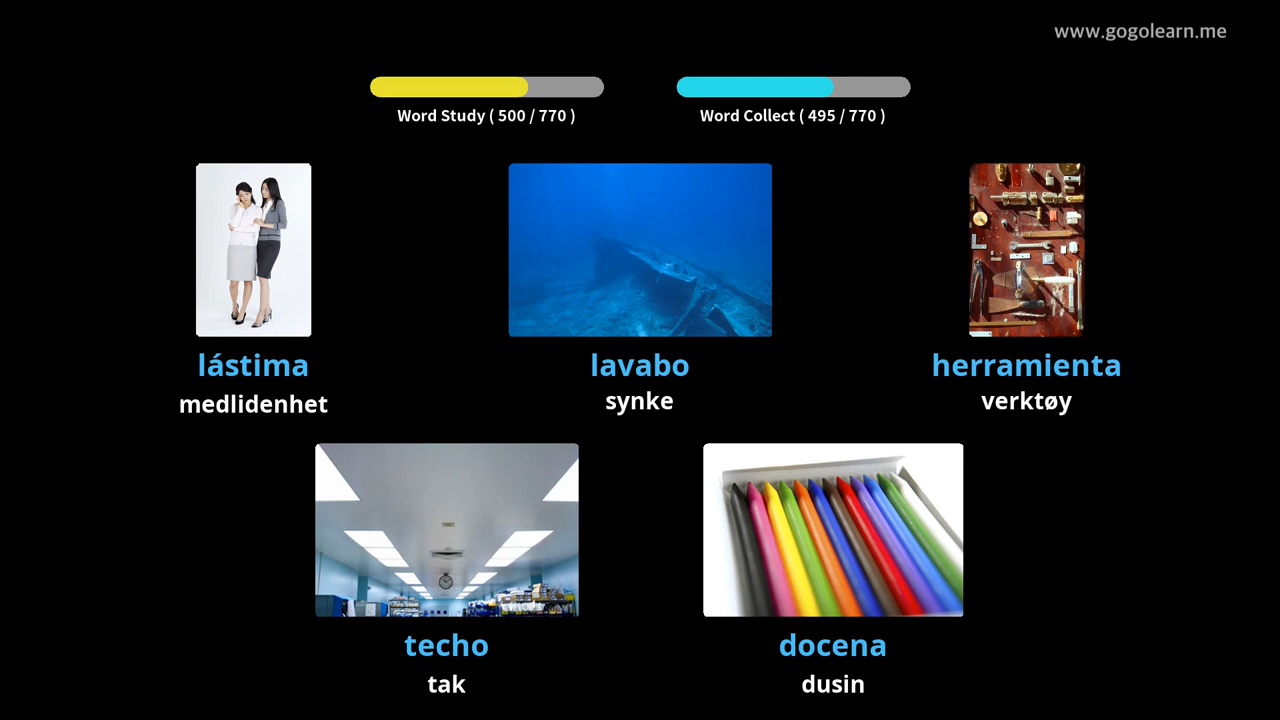 www.gogolearn.me
Word Study ( 500 / 770 )
Word Collect ( 495 / 770 )
lástima
medlidenhet
lavabo
synke
herramienta
verktøy
techo
tak
docena
dusin